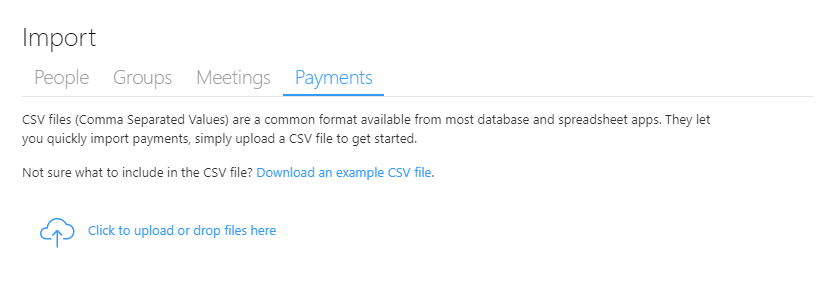 Import
People Groups Meetings Payments
CSV files (Comma Separated Values) are a common format available from most database and spreadsheet apps. They let
you quickly import payments, simply upload a CSV file to get started.
Not sure what to include in the CSV file? Download an example CSV file.
Click to upload or drop files here